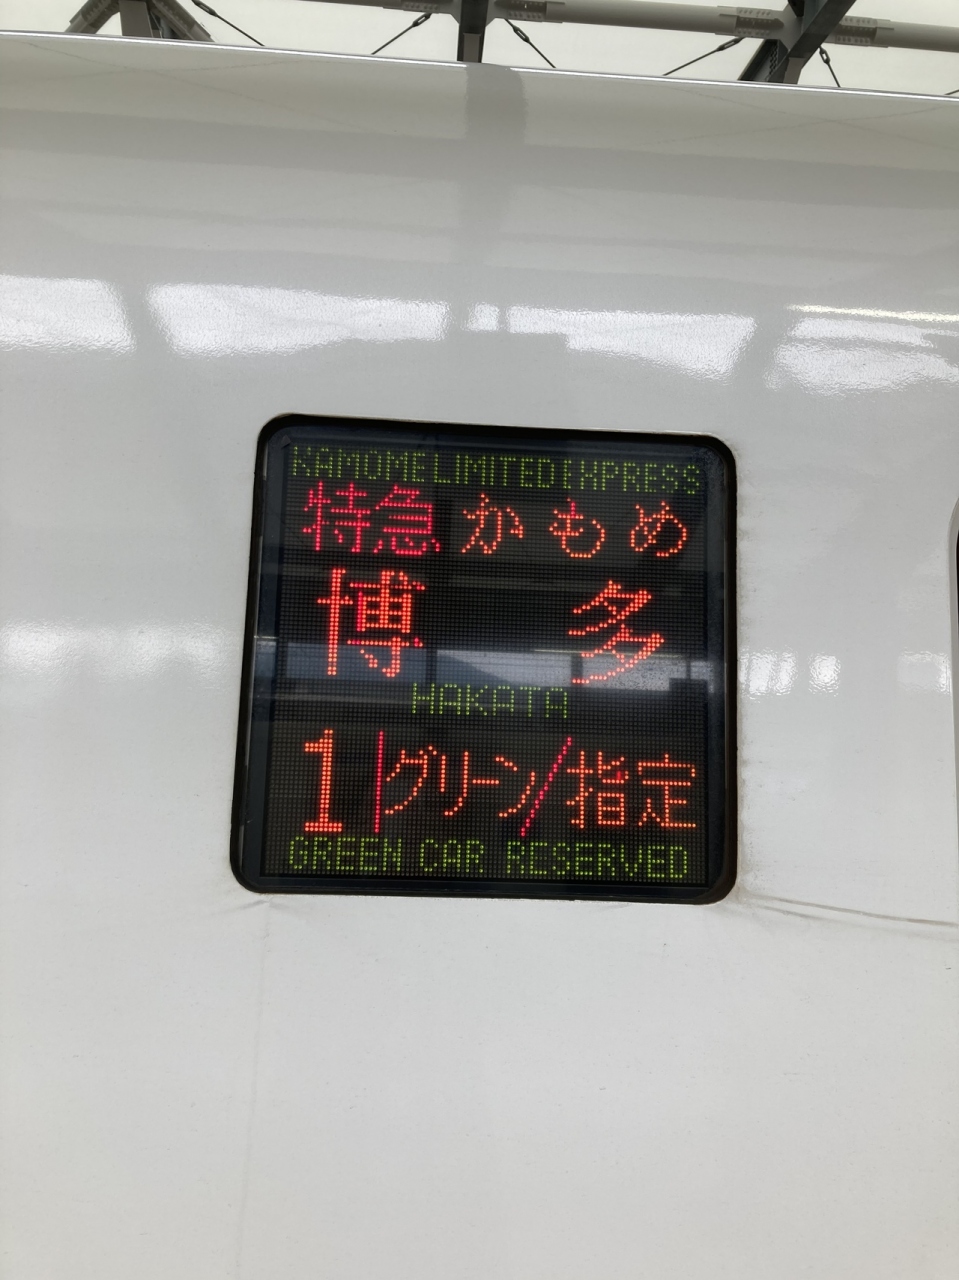 KAMOME LIMITED EXPRESS
特急 かもめ
博 多
HAKATA
1 グリーン/指定
GREEN CAR RESERVED